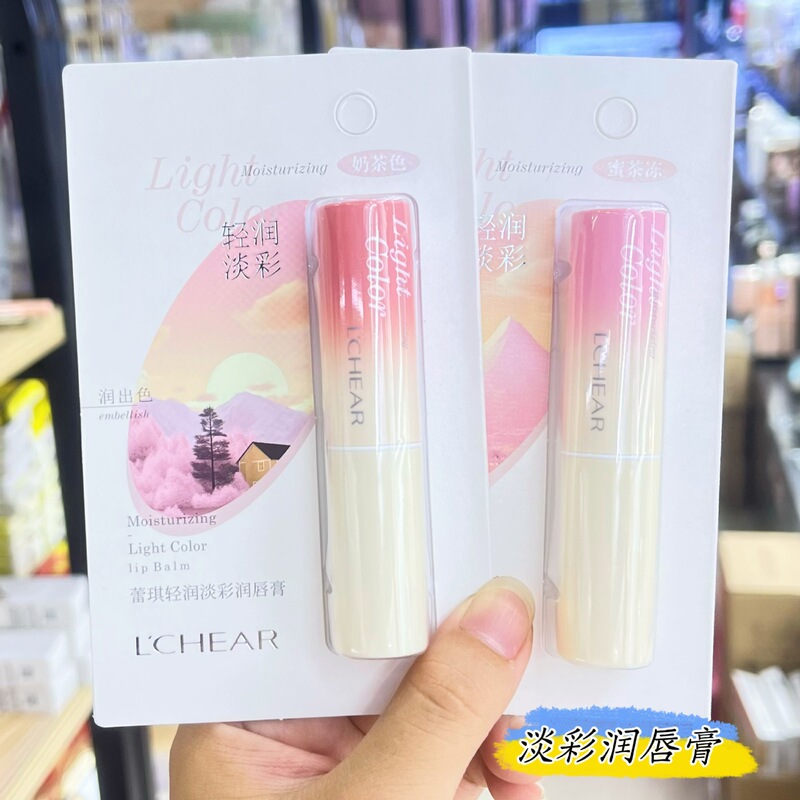 Light
Moisturizing
奶茶色
Color
轻润
淡彩
润出色
embellish
Moisturizing
Light Color
lip Balm
蕾琪轻润淡彩润唇膏
L'CHEAR
Light
Color
L'CHEAR
Moisturizing
蜜茶冻
轻润
淡彩
Light
Color
L'CHEAR
淡彩润唇膏